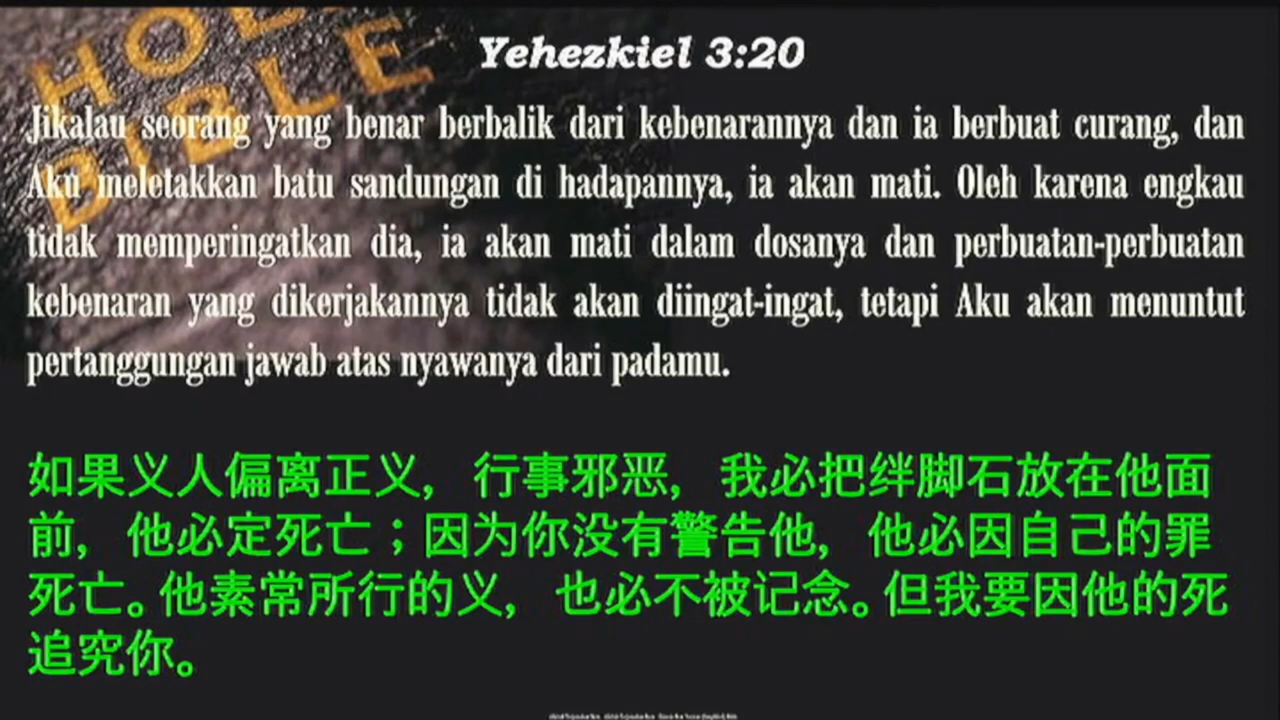 HOLY
BIBLE
Yehezkiel 3:20
Jikalau seorang yang benar berbalik dari kebenarannya dan ia berbuat curang, dan
Aku meletakkan batu sandungan di hadapannya, ia akan mati. Oleh karena engkau
tidak memperingatkan dia, ia akan mati dalam dosanya dan perbuatan-perbuatan
kebenaran yang dikerjakannya tidak akan diingat-ingat, tetapi Aku akan menuntut
pertanggungan jawab atas nyawanya dari padamu.
如果义人偏离正义，行事邪恶，我必把绊脚石放在他面
前，他必定死亡；因为你没有警告他，他必因自己的罪
死亡。他素常所行的义，也必不被记念。但我要因他的死
追究你。